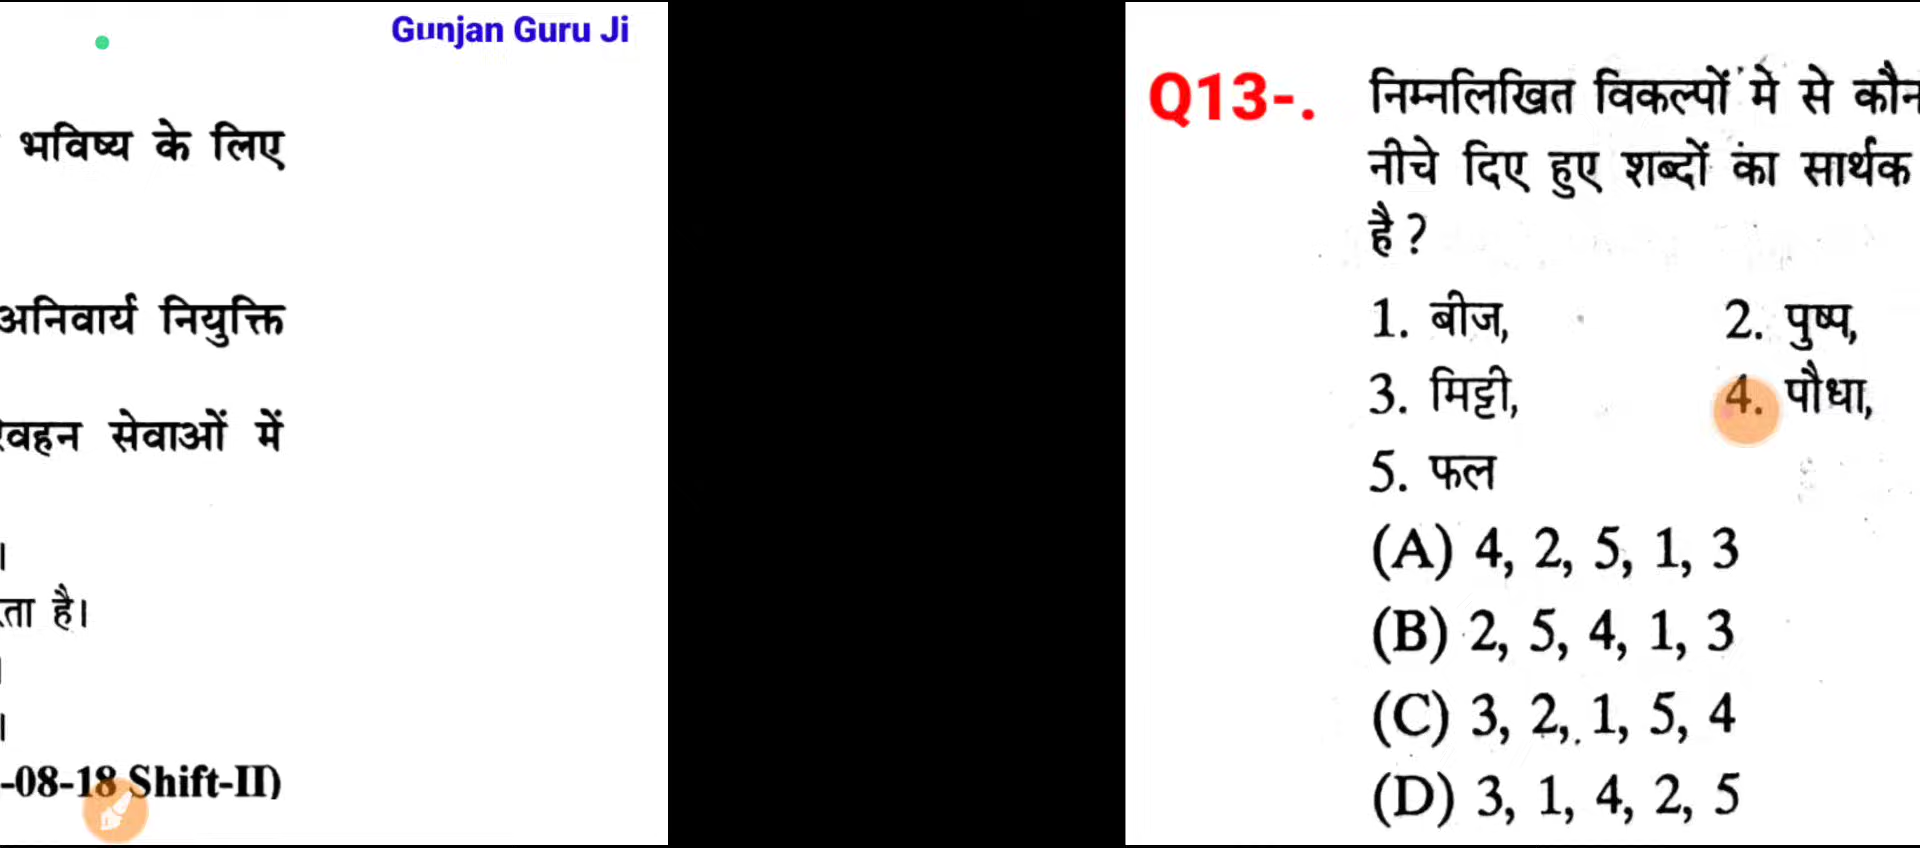 Gunjan Guru Ji
भविष्य के लिए
अनिवार्य नियुक्ति
सेवाओं में
है।
-08-18 Shift-II)
Q13-. निम्नलिखित विकल्पों मे से कौन
नीचे दिए हुए शब्दों का सार्थक
है ?
1. बीज, 2. पुष्प,
3. मिट्टी, 4. पौधा,
5. फल
(A) 4, 2, 5, 1, 3
(B) 2, 5, 4, 1, 3
(C) 3, 2, 1, 5, 4
(D) 3, 1, 4, 2, 5